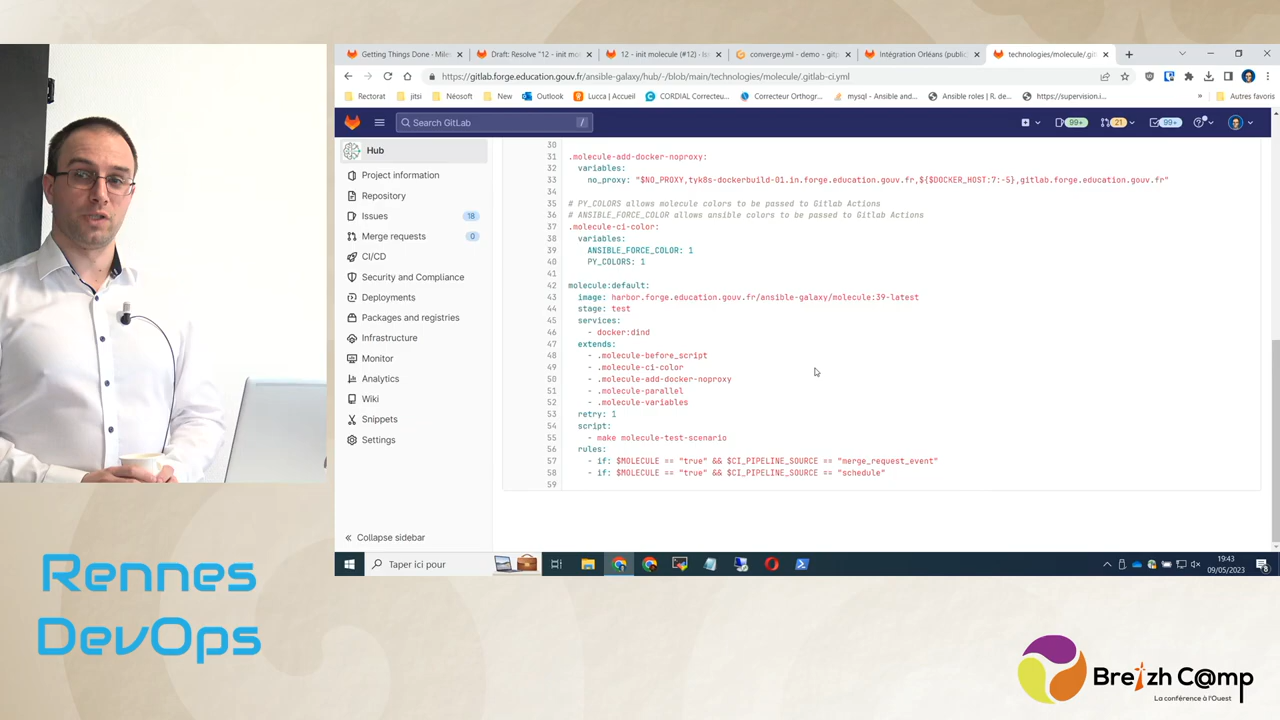 Getting Things Done · Miles
Draft: Resolve "12 - init mo
12 - init molecule (#12) · Is
converge.yml - demo - gitp
Intégration Orléans (public)
technologies/molecule/.git
https://gitlab.forge.education.gouv.fr/ansible-galaxy/hub/-/blob/main/technologies/molecule/.gitlab-ci.yml
Rectorat
jitsi
Néosoft
New
Outlook
Lucca | Accueil
CORDIAL Correcteu...
Correcteur Orthogr...
mysql - Ansible and...
Ansible roles | R. de...
https://supervision.i...
»
Autres favoris
Search GitLab
/
99+
21
99+
Hub
Project information
Repository
Issues
18
Merge requests
0
CI/CD
Security and Compliance
Deployments
Packages and registries
Infrastructure
Monitor
Analytics
Wiki
Snippets
Settings
Collapse sidebar
30
31 .molecule-add-docker-noproxy:
32 variables:
33 no_proxy: "$NO_PROXY,tyk8s-dockerbuild-01.in.forge.education.gouv.fr,${$DOCKER_HOST:7:-5},gitlab.forge.education.gouv.fr"
34
35 # PY_COLORS allows molecule colors to be passed to Gitlab Actions
36 # ANSIBLE_FORCE_COLOR allows ansible colors to be passed to Gitlab Actions
37 .molecule-ci-color:
38 variables:
39 ANSIBLE_FORCE_COLOR: 1
40 PY_COLORS: 1
41
42 molecule:default:
43 image: harbor.forge.education.gouv.fr/ansible-galaxy/molecule:39-latest
44 stage: test
45 services:
46 - docker:dind
47 extends:
48 - .molecule-before_script
49 - .molecule-ci-color
50 - .molecule-add-docker-noproxy
51 - .molecule-parallel
52 - .molecule-variables
53 retry: 1
54 script:
55 - make molecule-test-scenario
56 rules:
57 - if: $MOLECULE == "true" && $CI_PIPELINE_SOURCE == "merge_request_event"
58 - if: $MOLECULE == "true" && $CI_PIPELINE_SOURCE == "schedule"
59
Taper ici pour
19:43
09/05/2023
Rennes
DevOps
Breizh C@mp
La conférence à l'Ouest